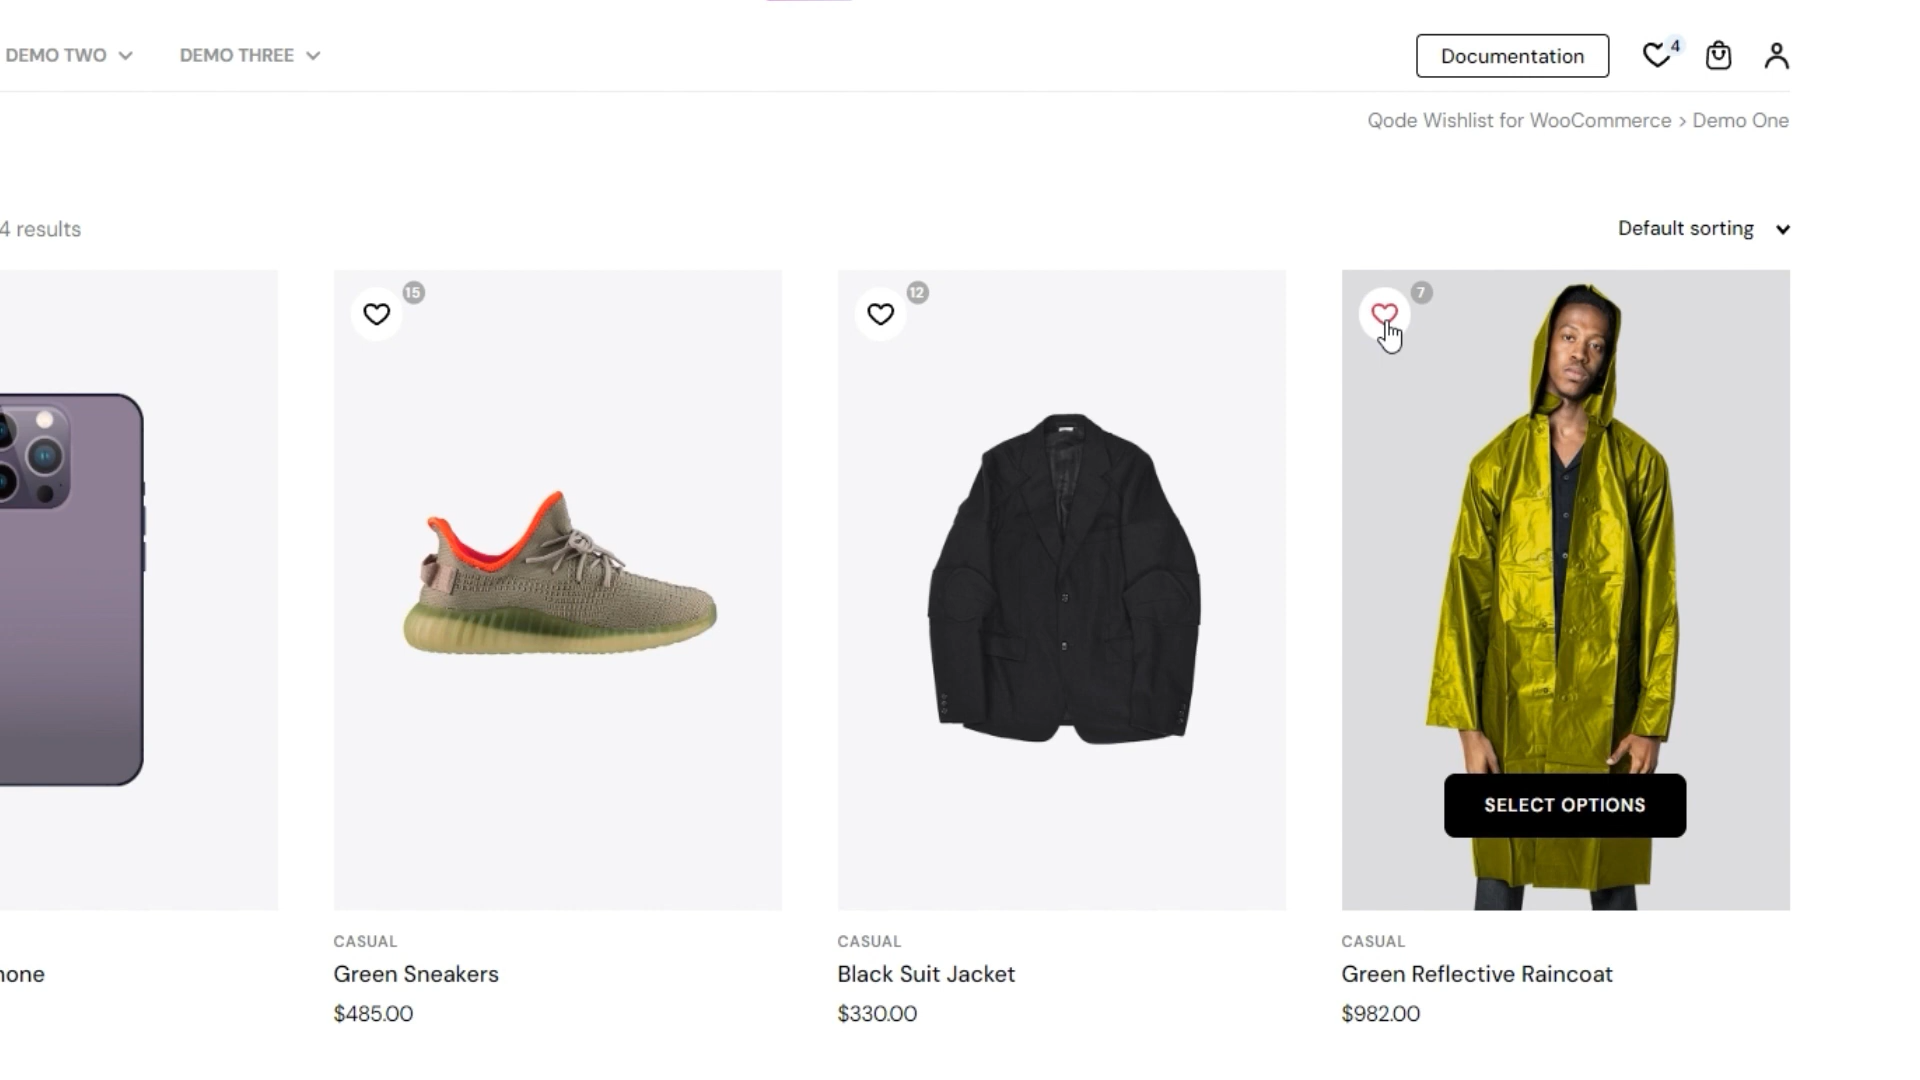 DEMO TWO
DEMO THREE
Documentation
4
Qode Wishlist for WooCommerce > Demo One
4 results
Default sorting
15
12
7
SELECT OPTIONS
CASUAL
Green Sneakers
$485.00
CASUAL
Black Suit Jacket
$330.00
CASUAL
Green Reflective Raincoat
$982.00